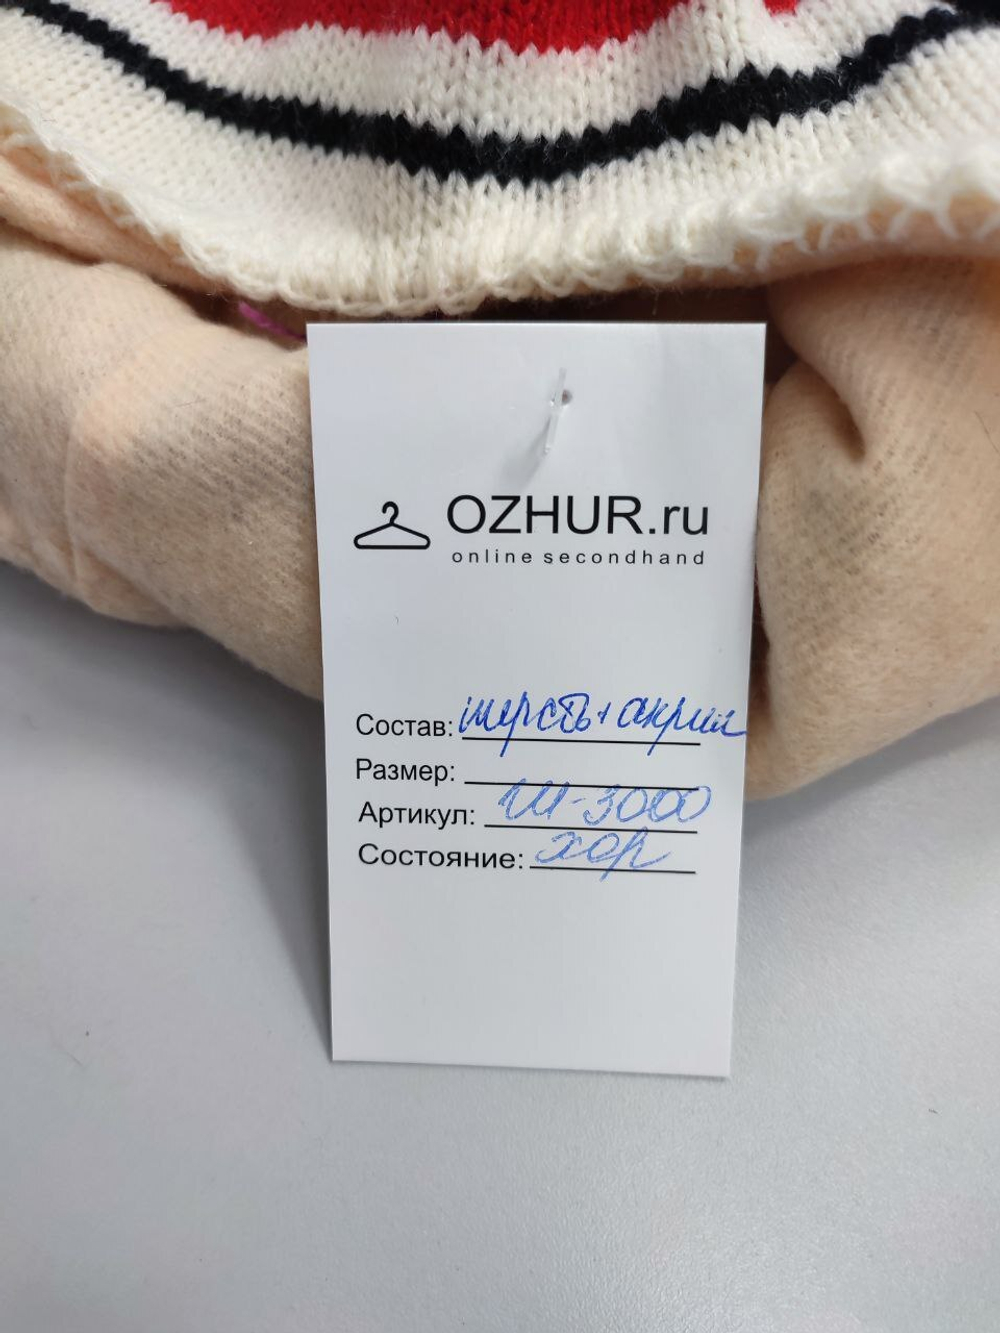 OZHUR.ru
online secondhand
Состав: шерсть+акрил
Размер:
Артикул: Ш-3000
Состояние: хор